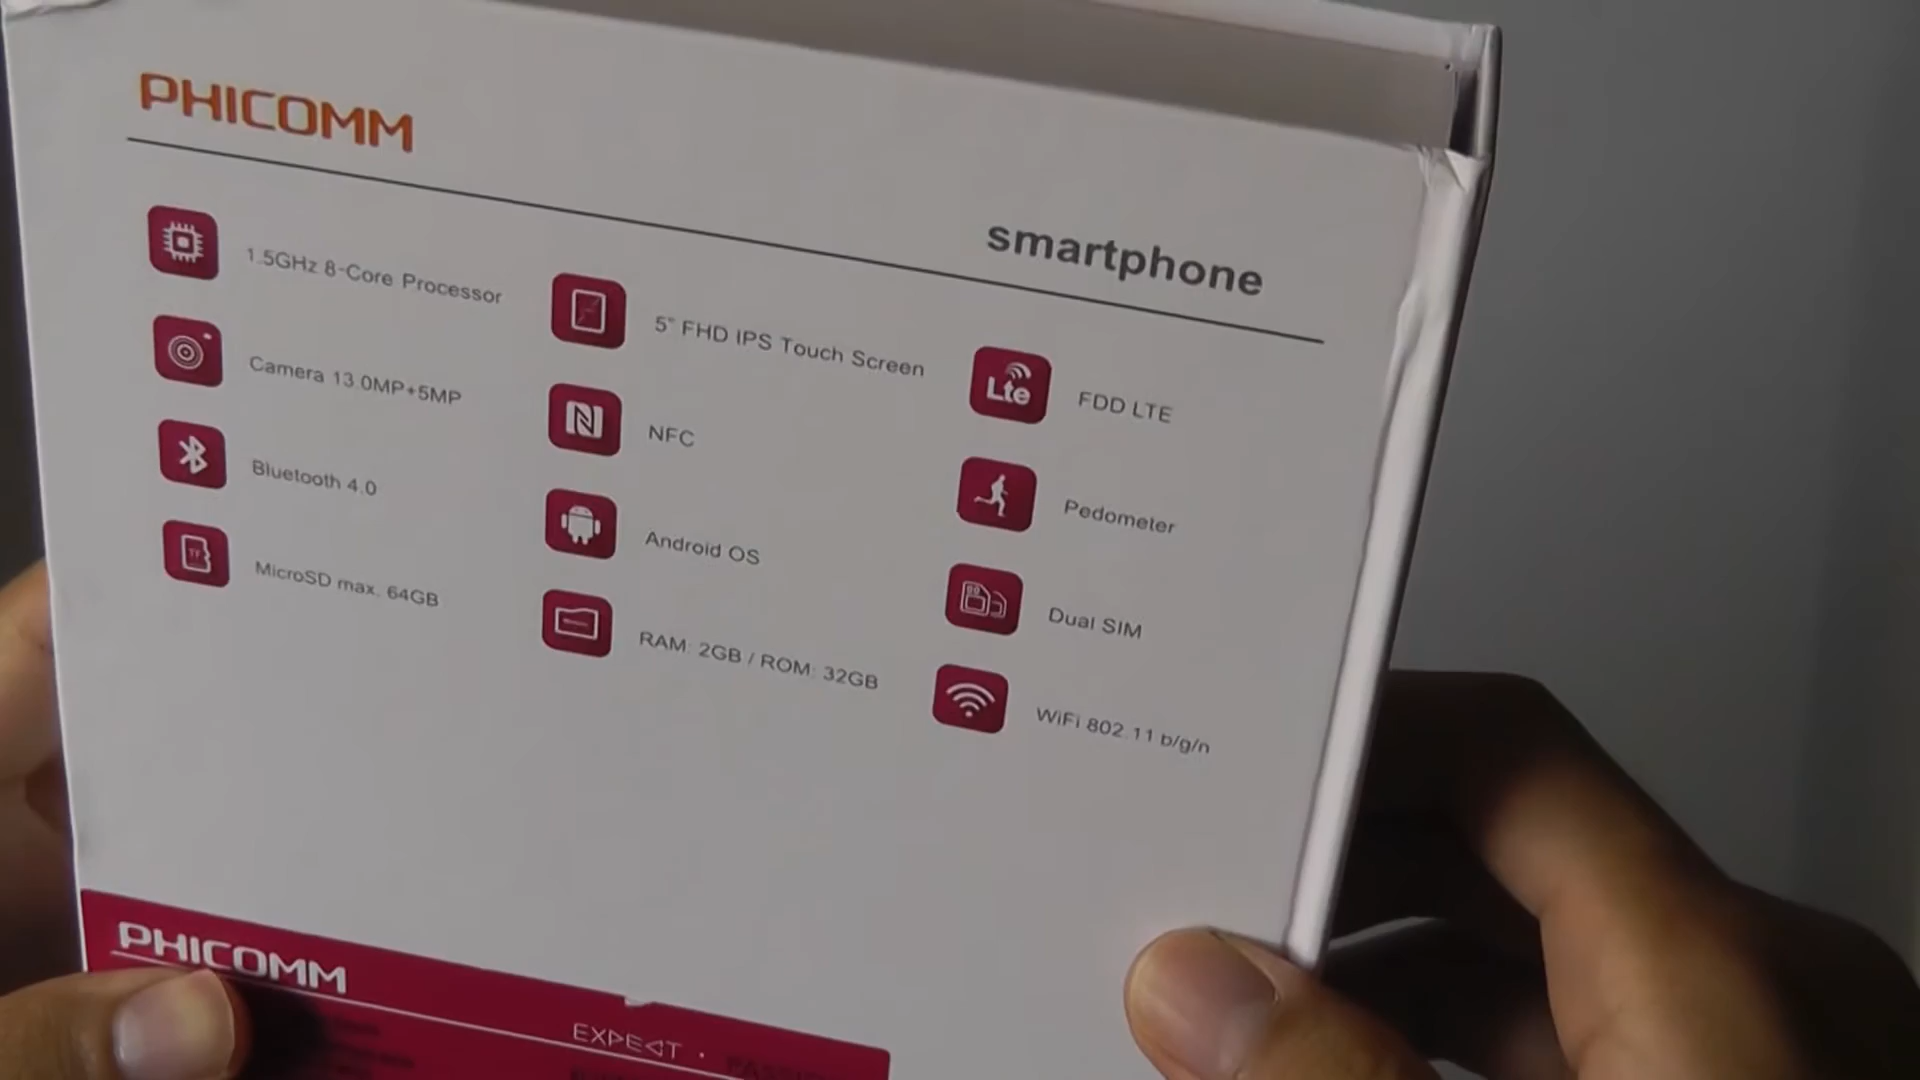 PHICOMM
smartphone
1.5GHz 8-Core Processor
Camera 13.0MP+5MP
Bluetooth 4.0
TF
MicroSD max. 64GB
5" FHD IPS Touch Screen
NFC
Android OS
RAM: 2GB / ROM: 32GB
Lte
FDD LTE
Pedometer
Dual SIM
WiFi 802.11 b/g/n
PHICOMM
EXPECT ·